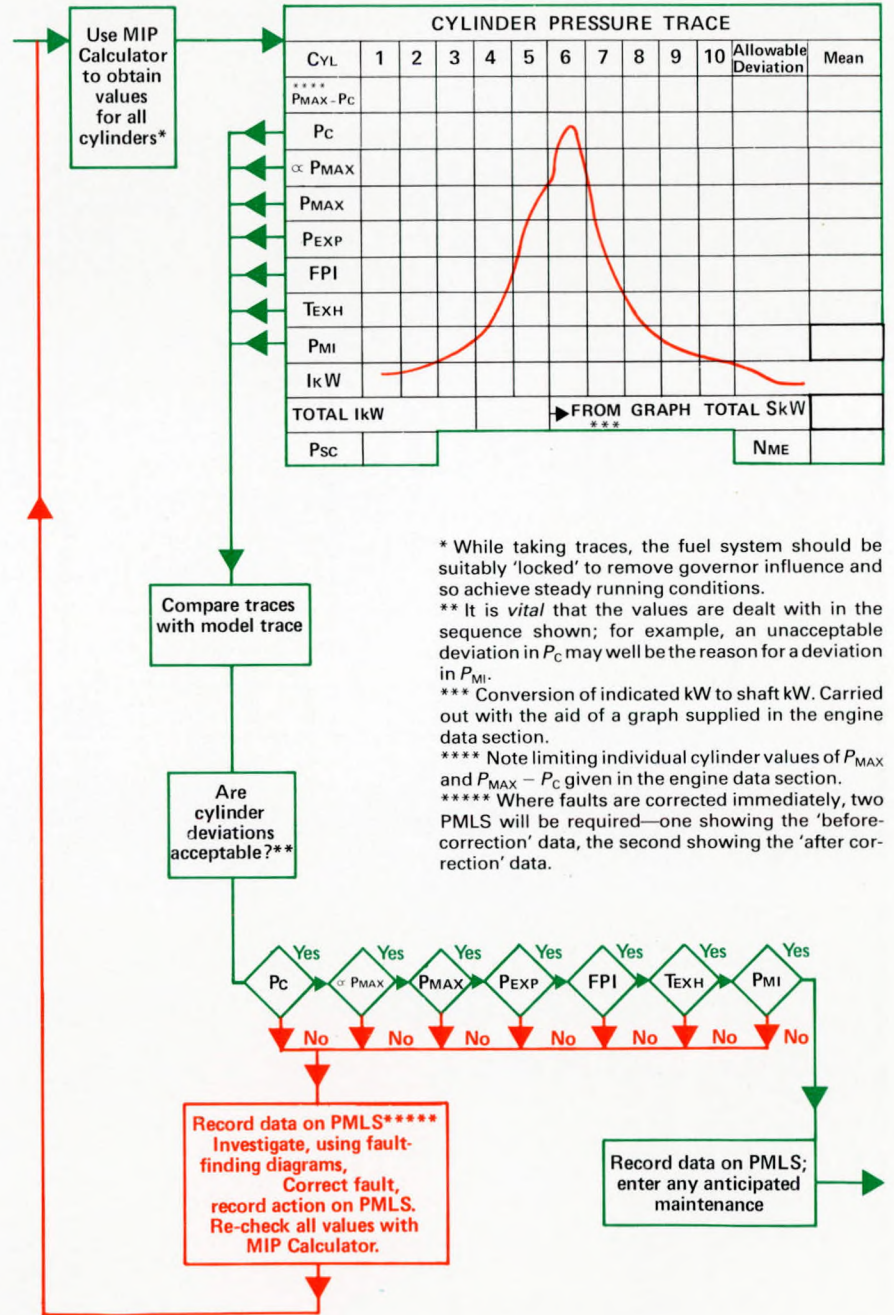 Use MIP
Calculator
to obtain
values
for all
cylinders*
CYLINDER PRESSURE TRACE
CYL 1 2 3 4 5 6 7 8 9 10 Allowable Deviation Mean
****
PMAX - PC
PC
∝ PMAX
PMAX
PEXP
FPI
TEXH
PMI
IKW
TOTAL IkW FROM GRAPH TOTAL SkW
***
PSC NME
* While taking traces, the fuel system should be
suitably 'locked' to remove governor influence and
so achieve steady running conditions.
** It is vital that the values are dealt with in the
sequence shown; for example, an unacceptable
deviation in PC may well be the reason for a deviation
in PMI.
*** Conversion of indicated kW to shaft kW. Carried
out with the aid of a graph supplied in the engine
data section.
**** Note limiting individual cylinder values of PMAX
and PMAX − PC given in the engine data section.
***** Where faults are corrected immediately, two
PMLS will be required—one showing the 'before-
correction' data, the second showing the 'after cor-
rection' data.
Compare traces
with model trace
Are
cylinder
deviations
acceptable?**
Yes Yes Yes Yes Yes Yes Yes
PC ∝ PMAX PMAX PEXP FPI TEXH PMI
No No No No No No No
Record data on PMLS*****
Investigate, using fault-
finding diagrams,
Correct fault,
record action on PMLS.
Re-check all values with
MIP Calculator.
Record data on PMLS;
enter any anticipated
maintenance